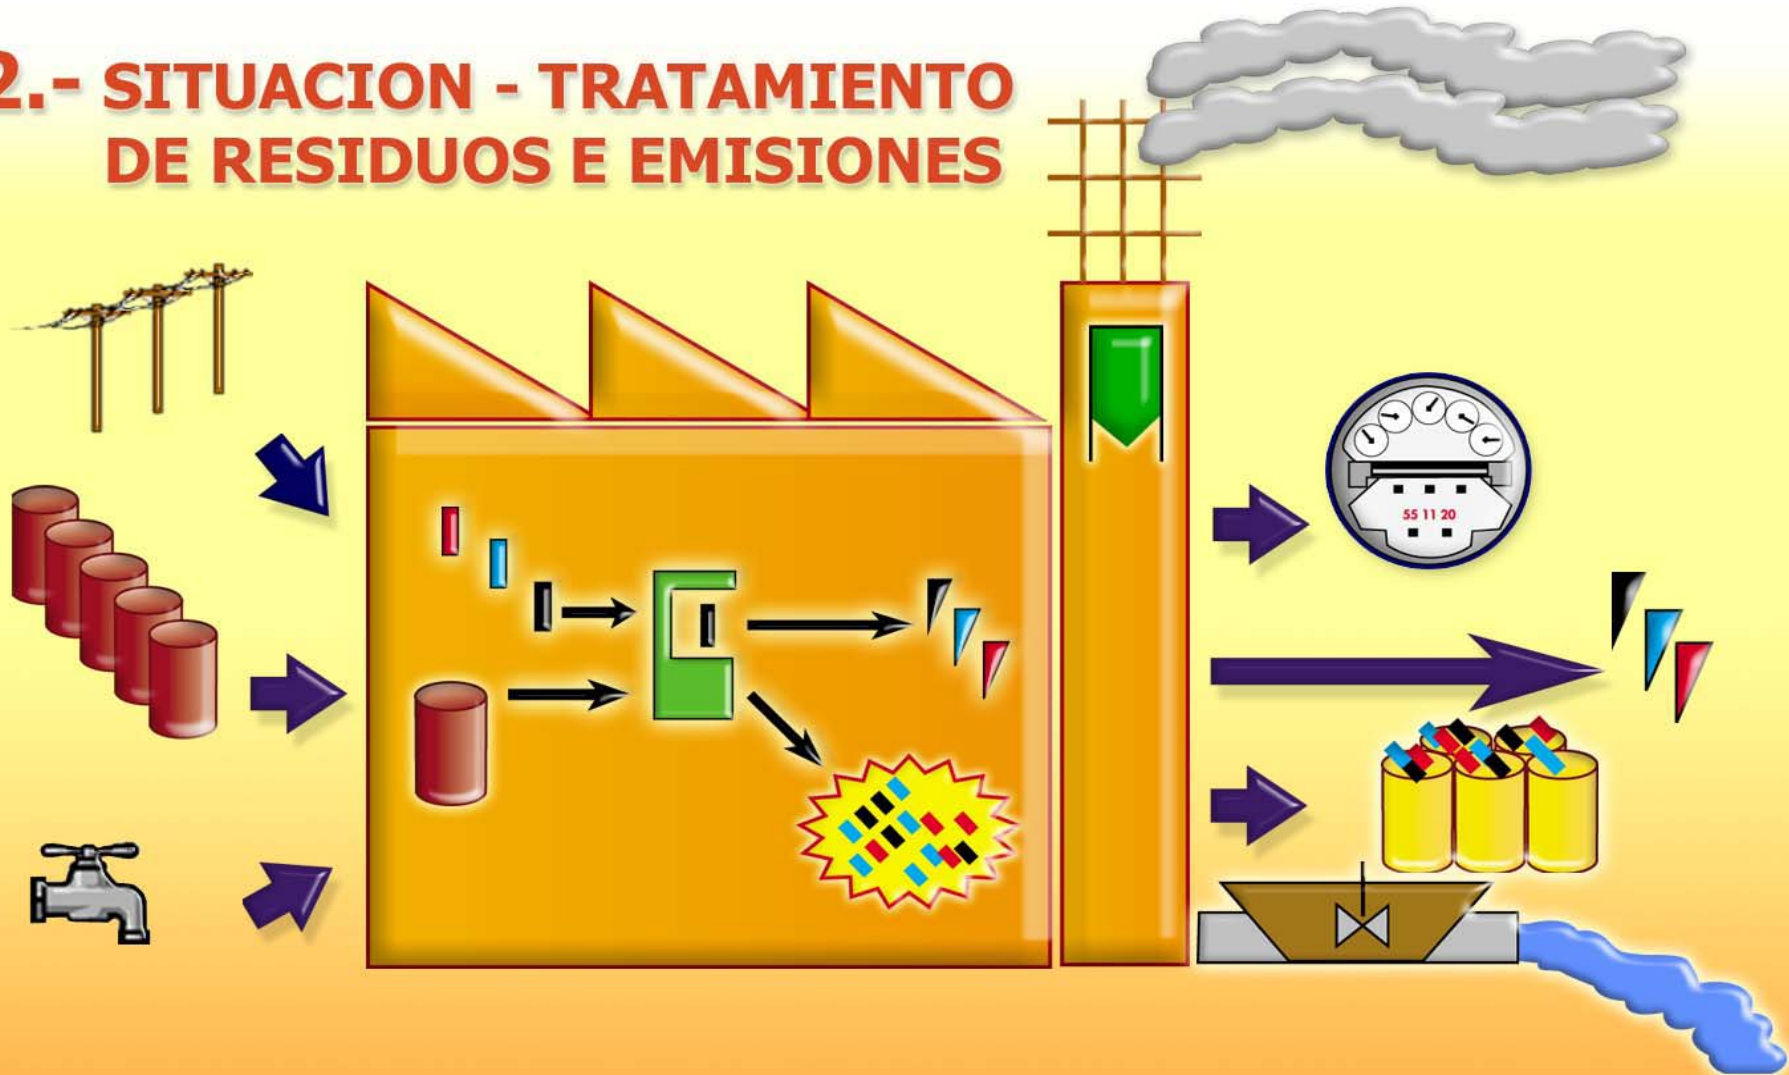 2.- SITUACION - TRATAMIENTO
DE RESIDUOS E EMISIONES
55 11 20